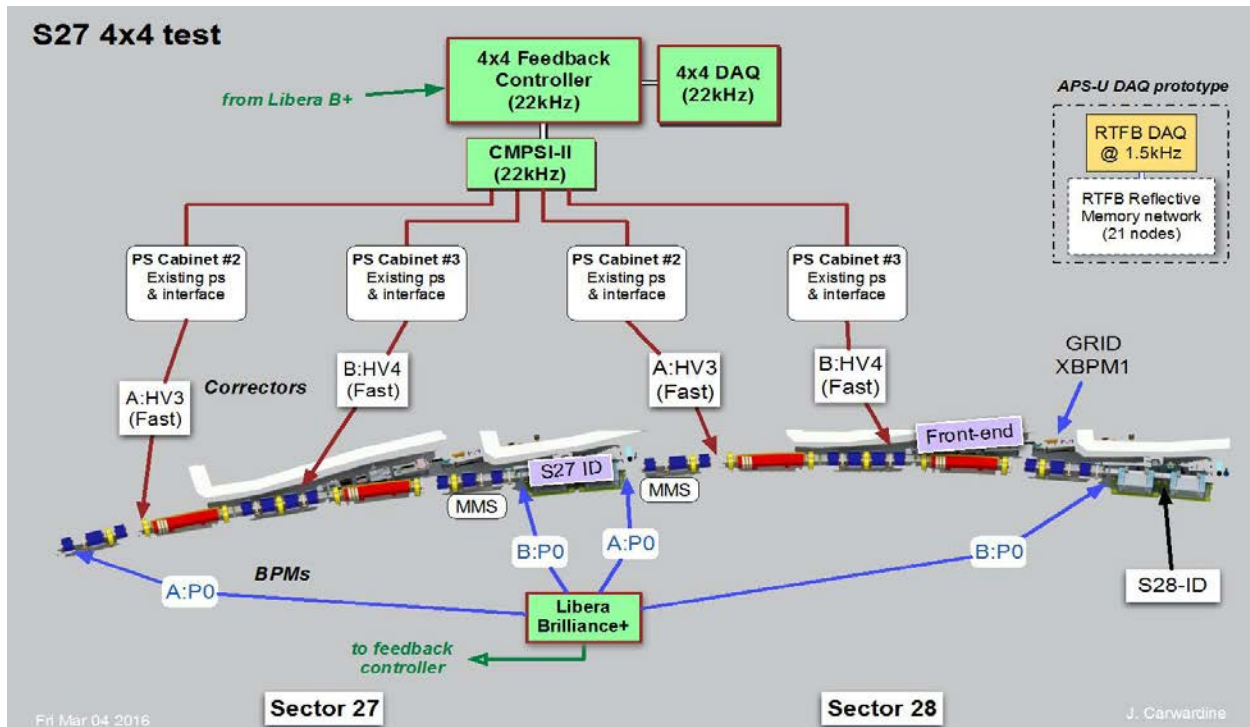 S27 4x4 test
4x4 Feedback
Controller
(22kHz)
4x4 DAQ
(22kHz)
from Libera B+
APS-U DAQ prototype
RTFB DAQ
@ 1.5kHz
RTFB Reflective
Memory network
(21 nodes)
CMPSI-II
(22kHz)
PS Cabinet #2
Existing ps
& interface
PS Cabinet #3
Existing ps
& interface
PS Cabinet #2
Existing ps
& interface
PS Cabinet #3
Existing ps
& interface
A:HV3
(Fast)
Correctors
B:HV4
(Fast)
A:HV3
(Fast)
B:HV4
(Fast)
GRID
XBPM1
Front-end
S27 ID
MMS
MMS
A:P0
BPMs
B:P0
A:P0
B:P0
S28-ID
Libera
Brilliance+
to feedback
controller
Sector 27
Sector 28
Fri Mar 04 2016
J. Carwardine